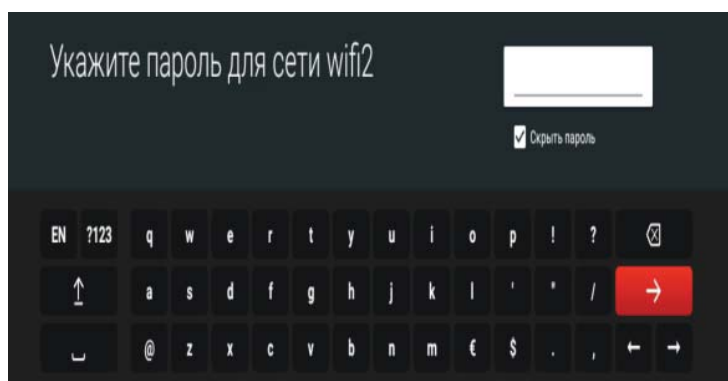 Укажите пароль для сети wifi2
Скрыть пароль
EN ?123 q w e r t y u i o p ! ?
a s d f g h j k l ' " /
@ z x c v b n m € $ . ,